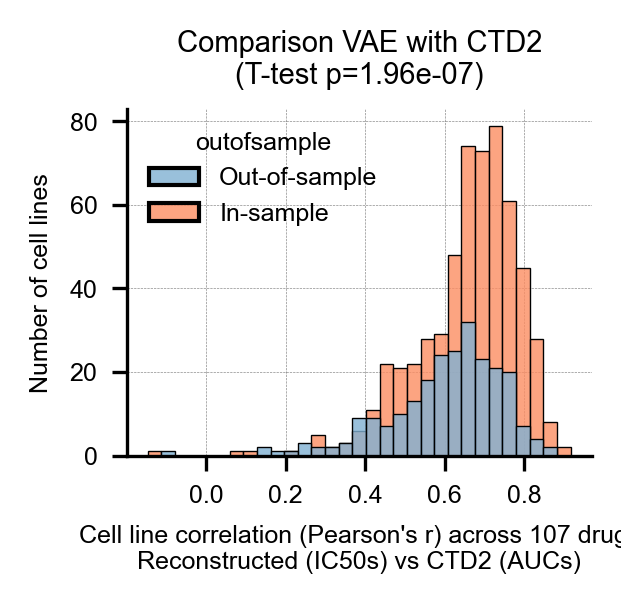 Comparison VAE with CTD2
(T-test p=1.96e-07)
80
60
40
20
0
Number of cell lines
outofsample
Out-of-sample
In-sample
0.0 0.2 0.4 0.6 0.8
Cell line correlation (Pearson's r) across 107 drug
Reconstructed (IC50s) vs CTD2 (AUCs)